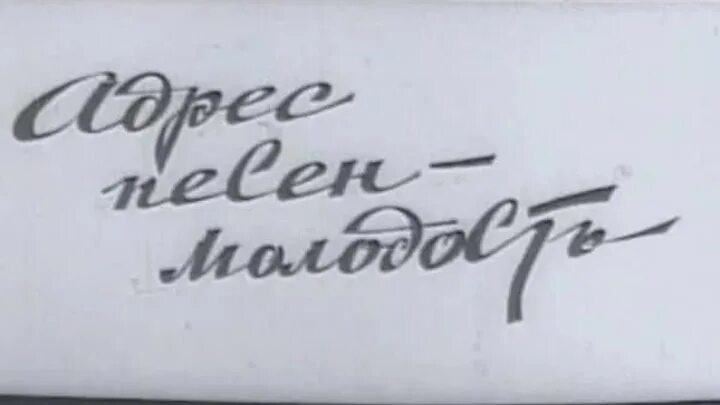 Адрес
песен –
молодость